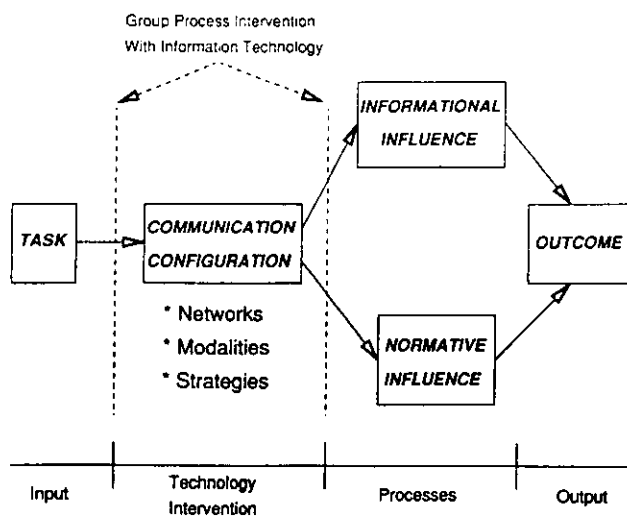 Group Process Intervention
With Information Technology
INFORMATIONAL
INFLUENCE
TASK
COMMUNICATION
CONFIGURATION
OUTCOME
* Networks
* Modalities
* Strategies
NORMATIVE
INFLUENCE
Input
Technology
Intervention
Processes
Output